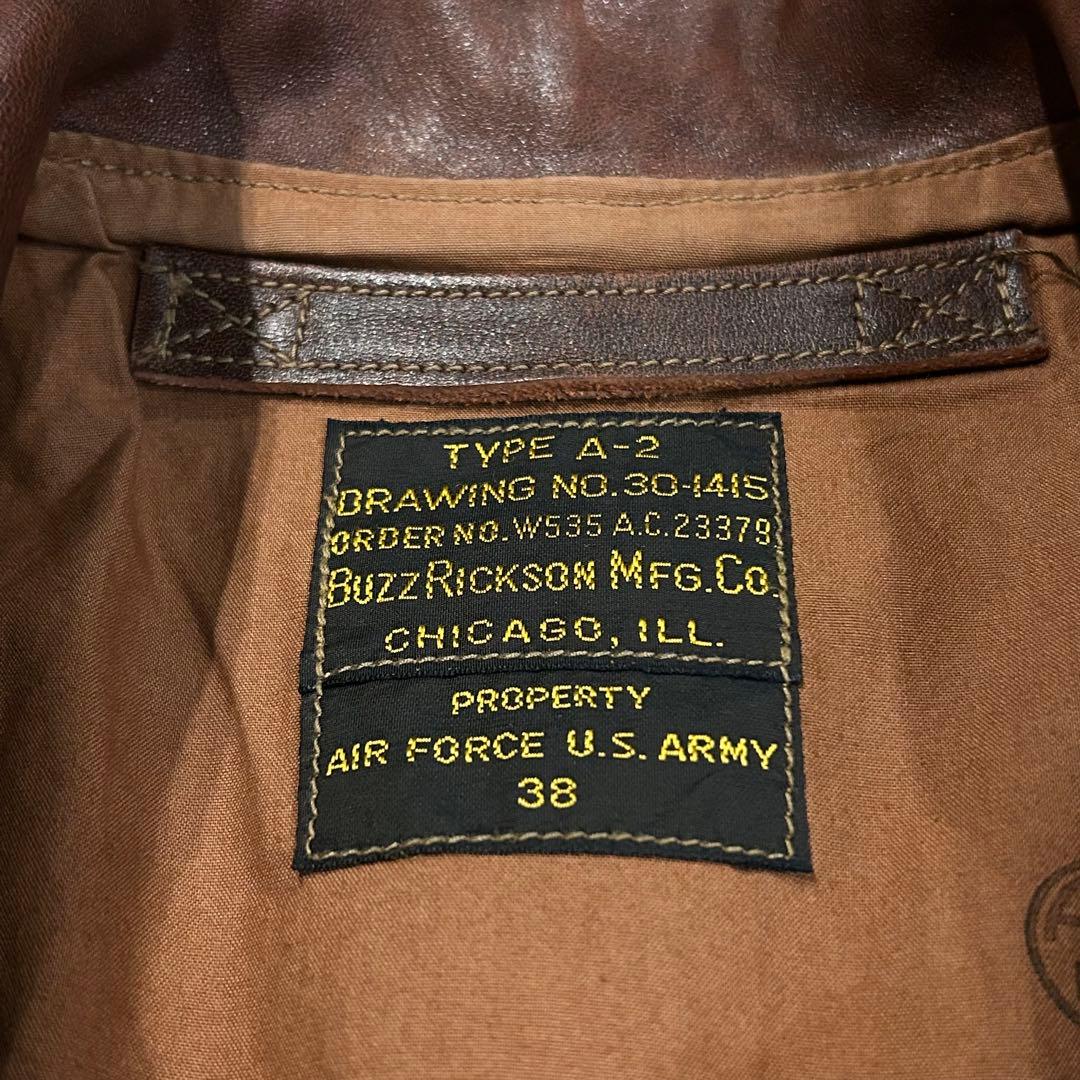 TYPE A-2
DRAWING NO. 30-1415
ORDER NO. W535 A.C. 23379
BUZZ RICKSON MFG. CO.
CHICAGO, ILL.
PROPERTY
AIR FORCE U.S. ARMY
38